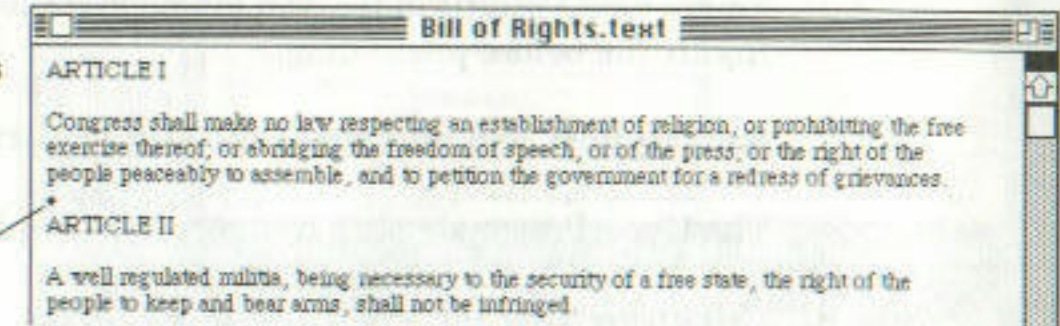 Bill of Rights.text
ARTICLE I
Congress shall make no law respecting an establishment of religion, or prohibiting the free
exercise thereof; or abridging the freedom of speech, or of the press; or the right of the
people peaceably to assemble, and to petition the government for a redress of grievances.
•
ARTICLE II
A well regulated militia, being necessary to the security of a free state, the right of the
people to keep and bear arms, shall not be infringed.